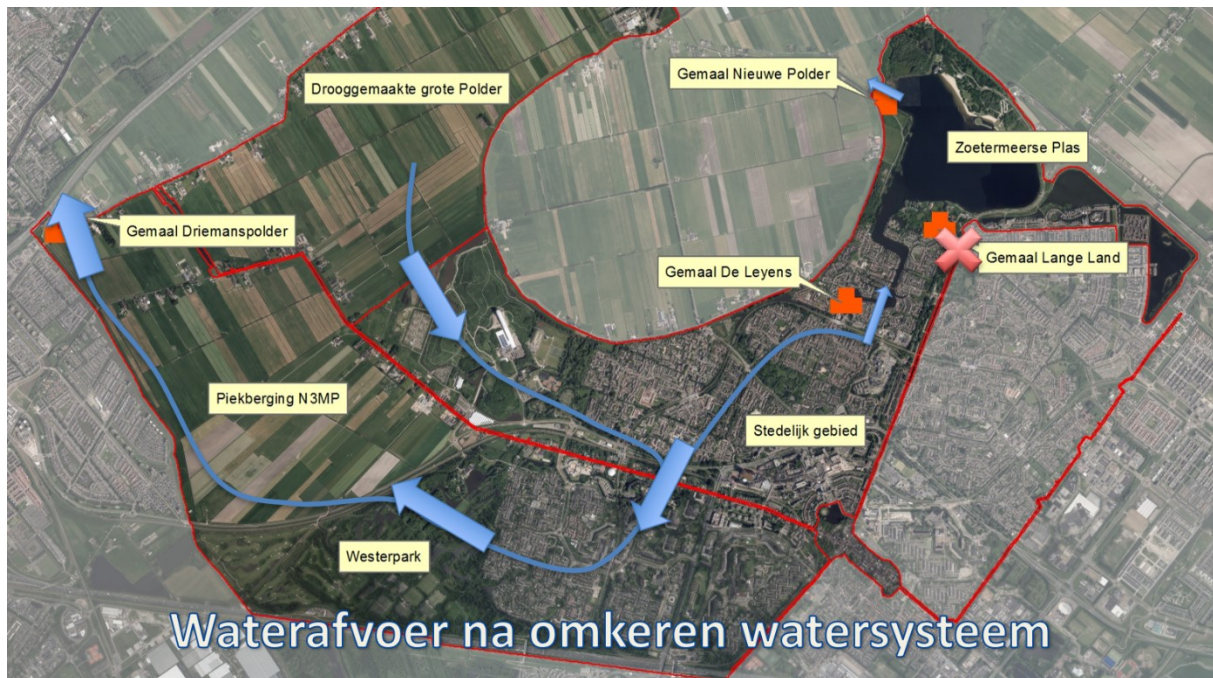 Gemaal Nieuwe Polder
Drooggemaakte grote Polder
Zoetermeerse Plas
Gemaal Driemanspolder
Gemaal De Leyens
Gemaal Lange Land
Piekberging N3MP
Stedelijk gebied
Westerpark
Waterafvoer na omkeren watersysteem